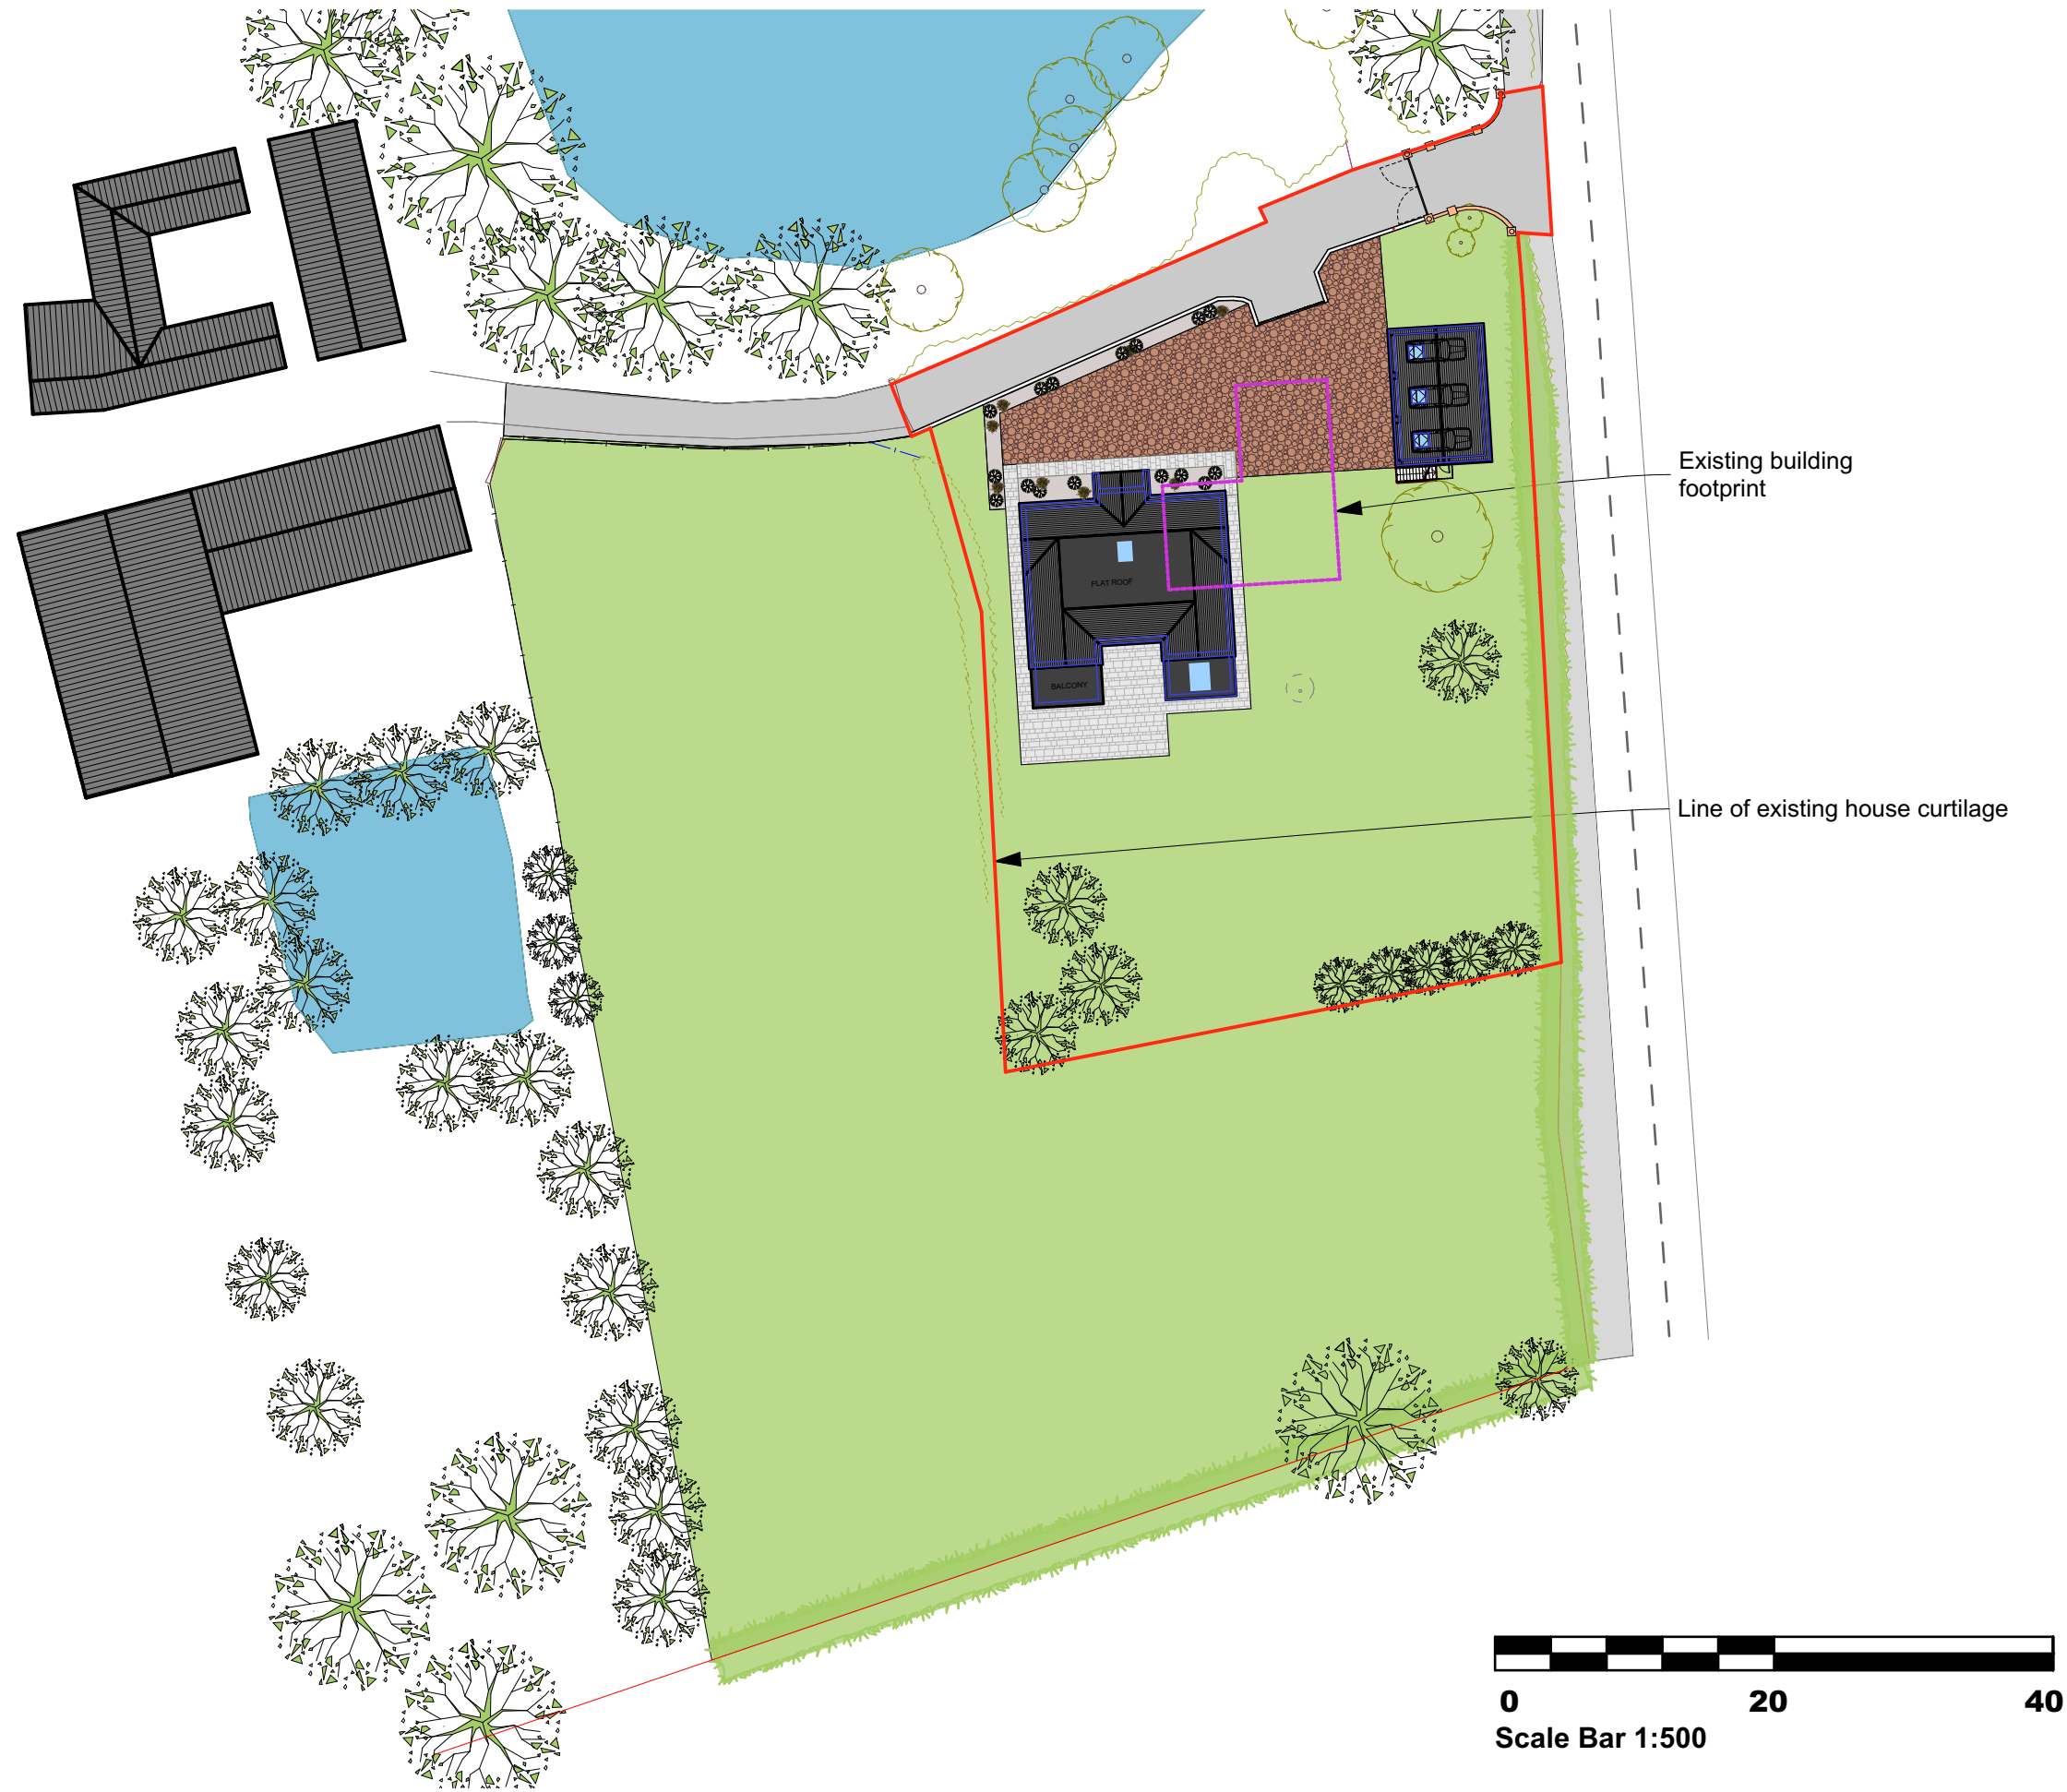 Existing building
footprint
FLAT ROOF
BALCONY
Line of existing house curtilage
0 20 40
Scale Bar 1:500